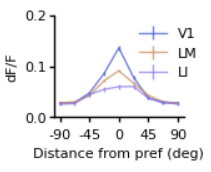 0.2
V1
LM
LI
0.1
dF/F
0.0
-90 -45 0 45 90
Distance from pref (deg)